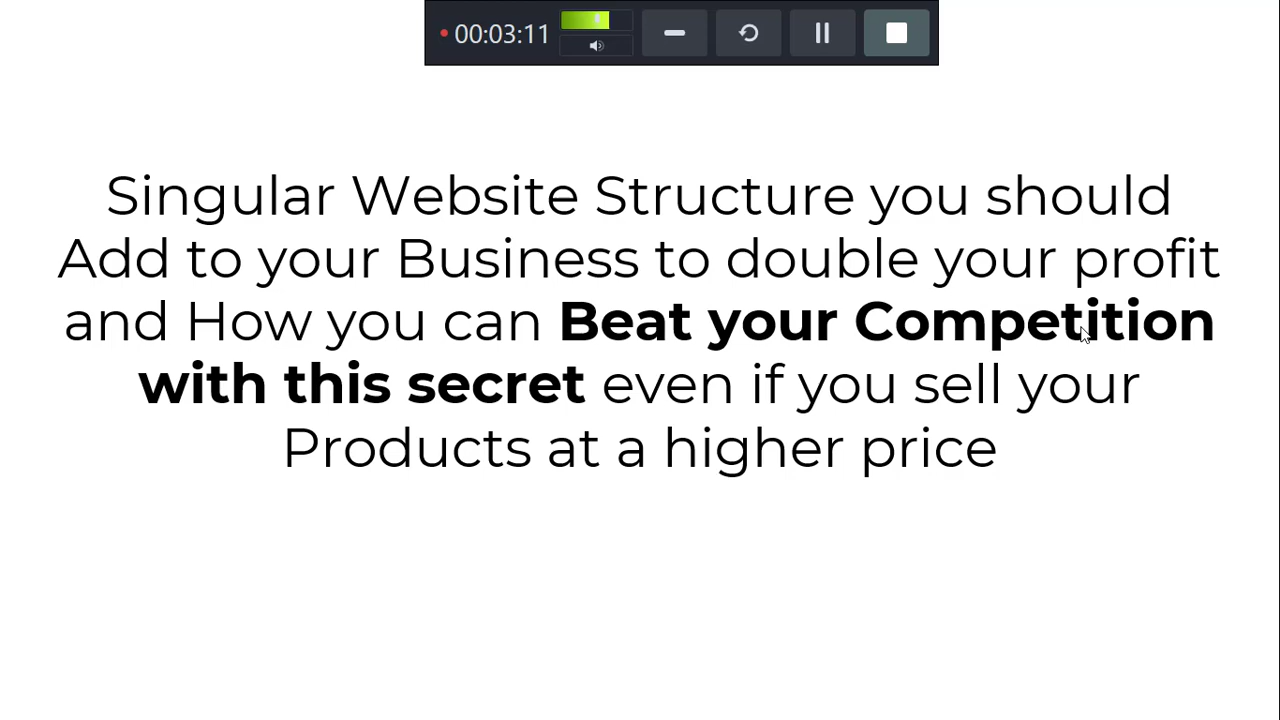 00:03:11
Singular Website Structure you should
Add to your Business to double your profit
and How you can Beat your Competition
with this secret even if you sell your
Products at a higher price